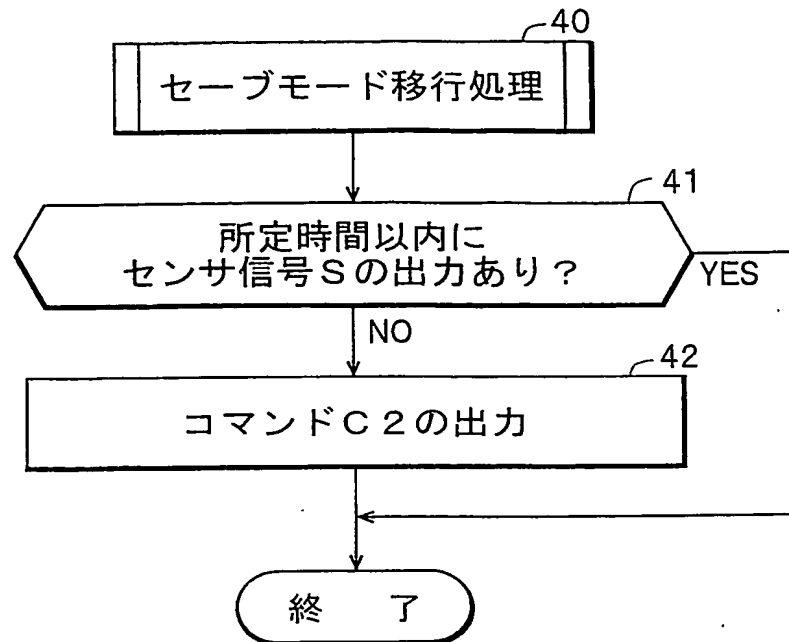 40
セーブモード移行処理
41
所定時間以内に
センサ信号Sの出力あり?
YES
NO
42
コマンドC2の出力
終 了